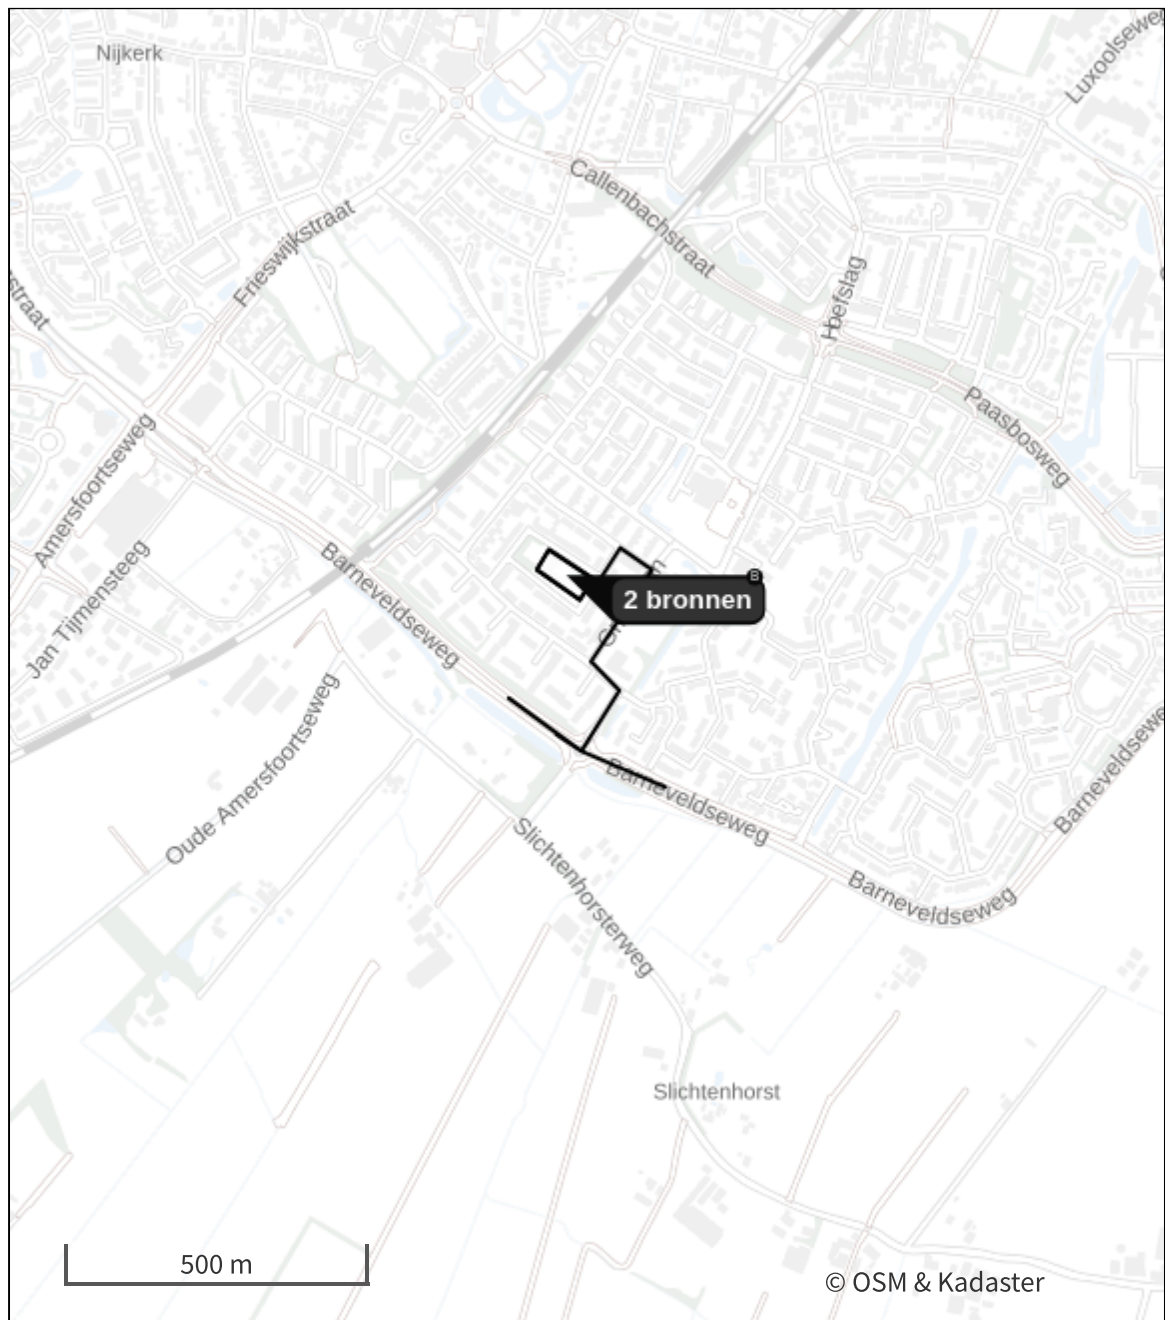 Nijkerk
Luxoolseweg
Callenbachstraat
Frieswijkstraat
straat
Hoefslag
Paasbosweg
Amersfoortseweg
Jan Tijmensteeg
Barneveldseweg
B
2 bronnen
Oude Amersfoortseweg
Barneveldseweg
Barneveldseweg
Barneveldseweg
Slichtenhorsterweg
Slichtenhorst
500 m
© OSM & Kadaster